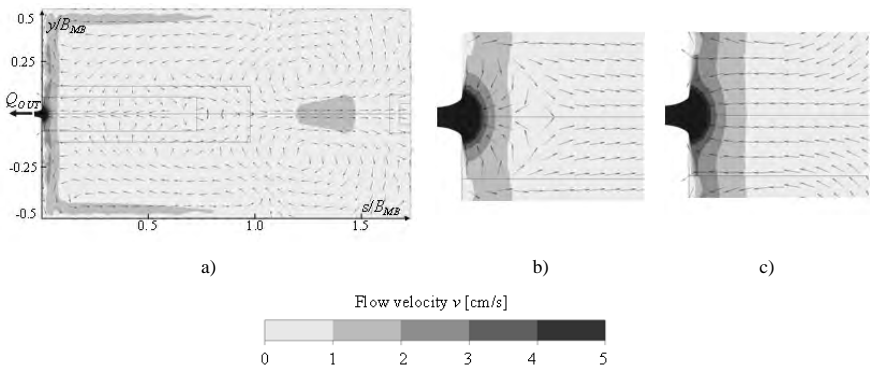 0.5
y/B_MB
0.25
Q_OUT
-0.25
-0.5
0.5
1.0
s/B_MB
1.5
a)
b)
c)
Flow velocity v [cm/s]
0 1 2 3 4 5